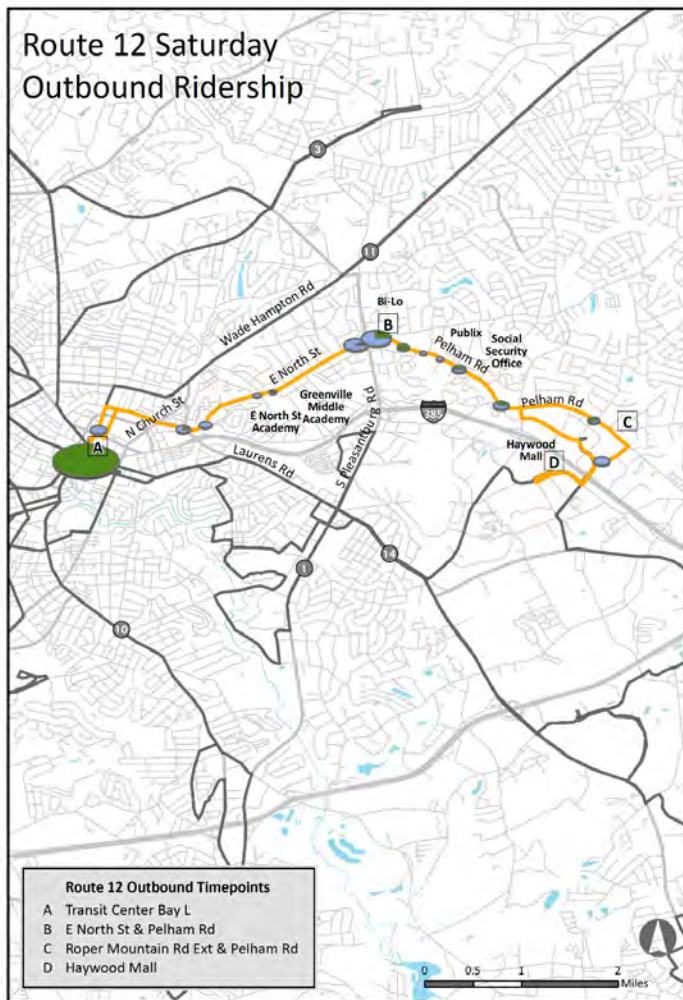 Route 12 Saturday
Outbound Ridership
3
11
Wade Hampton Rd
Bi-Lo
B
Publix
Social
Security
Office
Pelham Rd
E North St
N Church St
Greenville
Middle
Academy
E North St
Academy
S Pleasantburg Rd
385
Pelham Rd
C
A
Haywood
Mall
D
Laurens Rd
14
1
10
Route 12 Outbound Timepoints
A Transit Center Bay L
B E North St & Pelham Rd
C Roper Mountain Rd Ext & Pelham Rd
D Haywood Mall
0 0.5 1 2
Miles